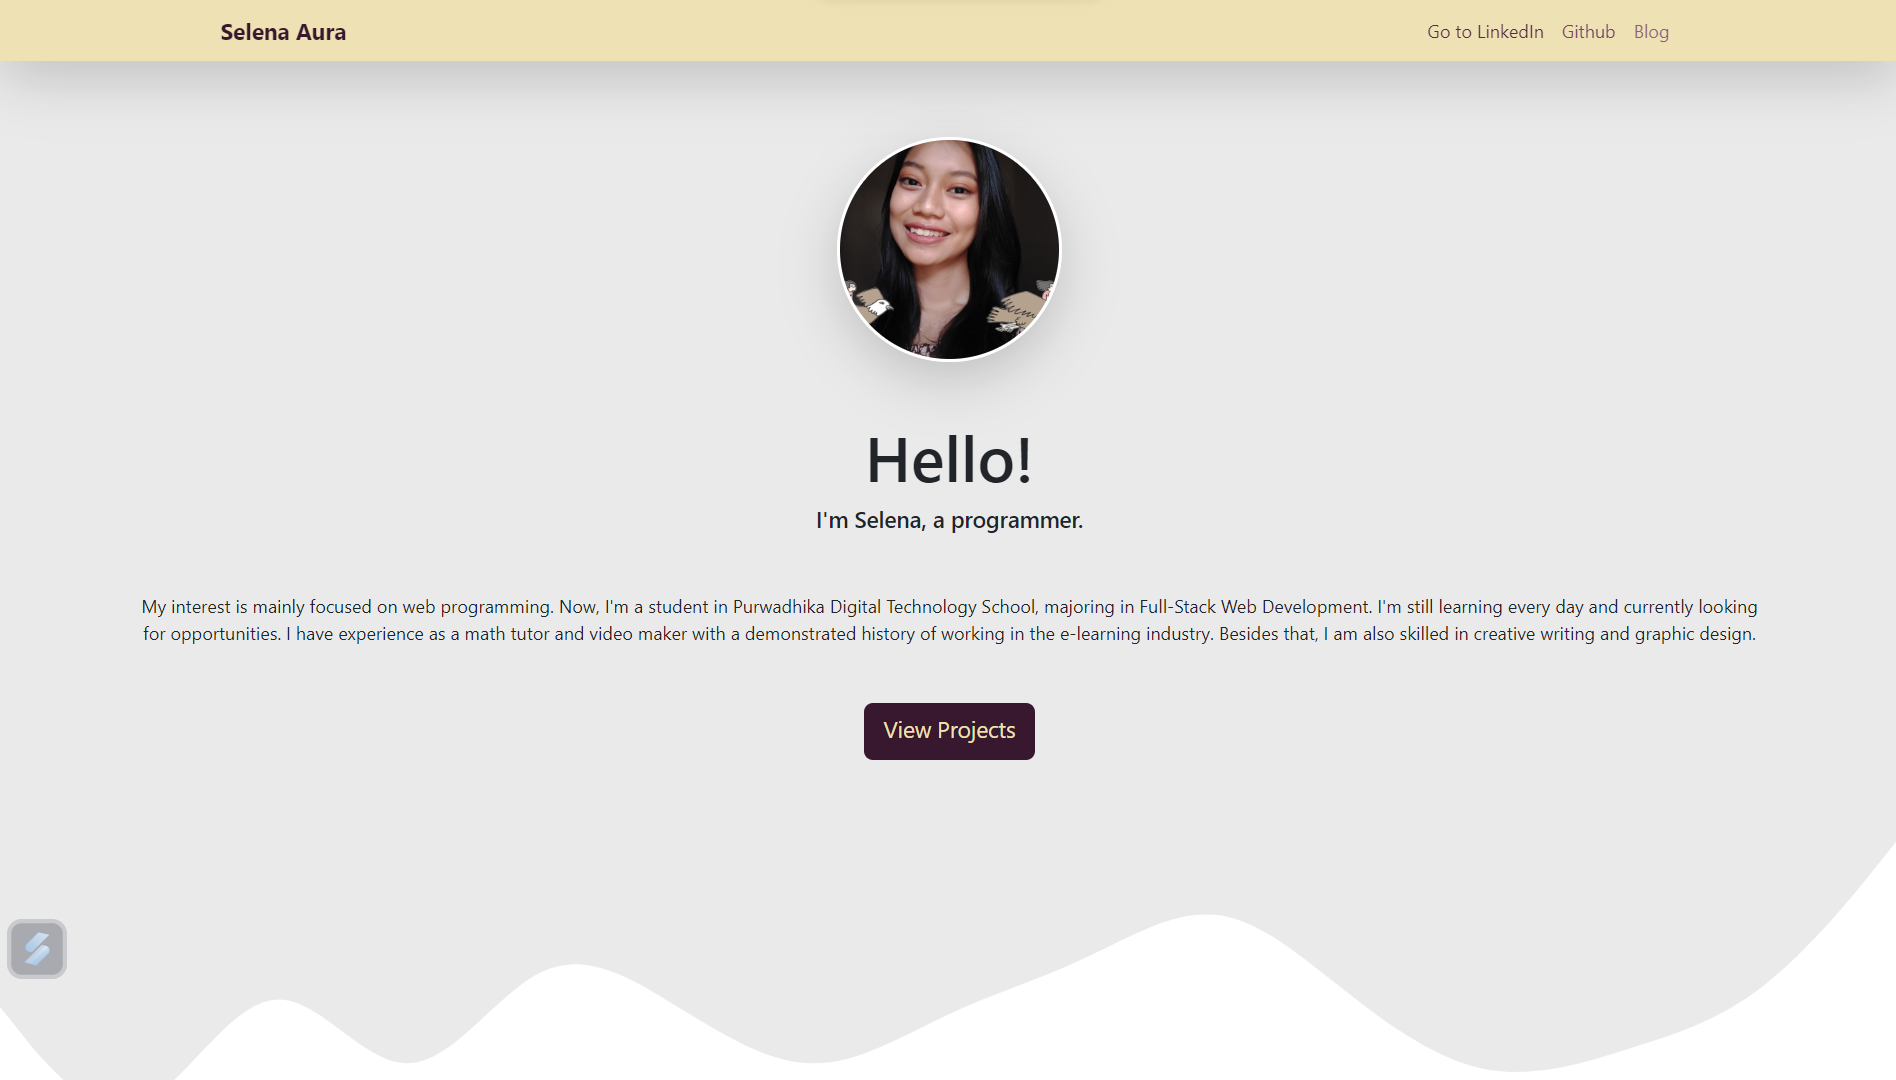 Selena Aura
Go to LinkedIn Github Blog
Hello!
I'm Selena, a programmer.
My interest is mainly focused on web programming. Now, I'm a student in Purwadhika Digital Technology School, majoring in Full-Stack Web Development. I'm still learning every day and currently looking
for opportunities. I have experience as a math tutor and video maker with a demonstrated history of working in the e-learning industry. Besides that, I am also skilled in creative writing and graphic design.
View Projects